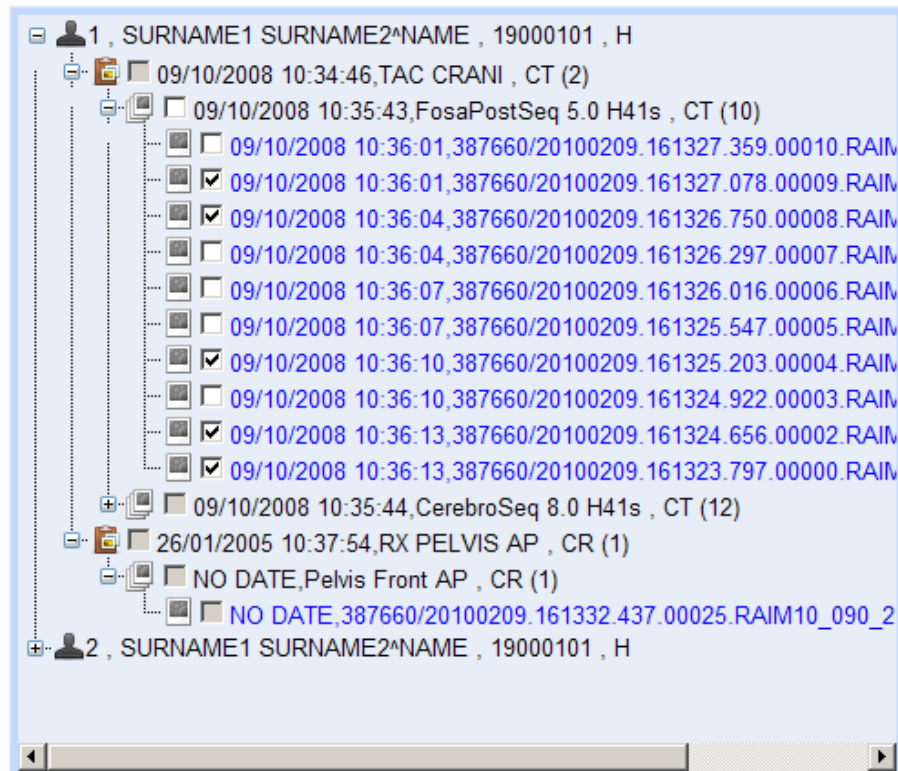 1 , SURNAME1 SURNAME2^NAME , 19000101 , H
09/10/2008 10:34:46,TAC CRANI , CT (2)
09/10/2008 10:35:43,FosaPostSeq 5.0 H41s , CT (10)
09/10/2008 10:36:01,387660/20100209.161327.359.00010.RAIM
09/10/2008 10:36:01,387660/20100209.161327.078.00009.RAIM
09/10/2008 10:36:04,387660/20100209.161326.750.00008.RAIM
09/10/2008 10:36:04,387660/20100209.161326.297.00007.RAIM
09/10/2008 10:36:07,387660/20100209.161326.016.00006.RAIM
09/10/2008 10:36:07,387660/20100209.161325.547.00005.RAIM
09/10/2008 10:36:10,387660/20100209.161325.203.00004.RAIM
09/10/2008 10:36:10,387660/20100209.161324.922.00003.RAIM
09/10/2008 10:36:13,387660/20100209.161324.656.00002.RAIM
09/10/2008 10:36:13,387660/20100209.161323.797.00000.RAIM
09/10/2008 10:35:44,CerebroSeq 8.0 H41s , CT (12)
26/01/2005 10:37:54,RX PELVIS AP , CR (1)
NO DATE,Pelvis Front AP , CR (1)
NO DATE,387660/20100209.161332.437.00025.RAIM10_090_2
2 , SURNAME1 SURNAME2^NAME , 19000101 , H